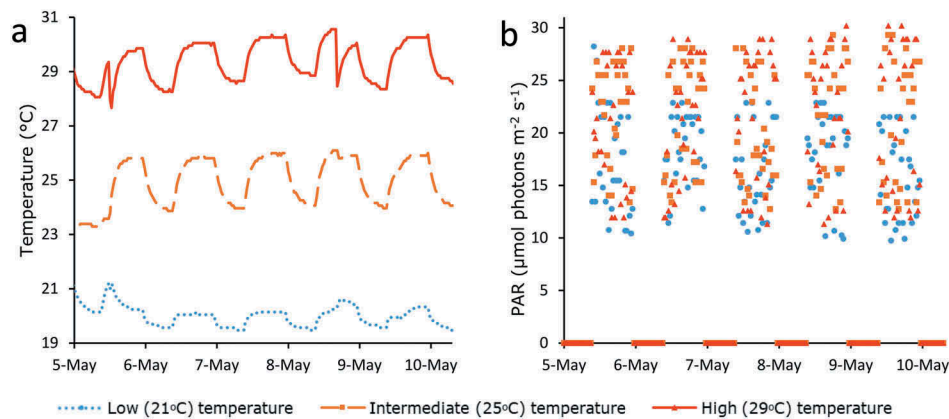 a
31
29
27
25
23
21
19
Temperature (°C)
5-May 6-May 7-May 8-May 9-May 10-May
b
30
25
20
15
10
5
0
PAR (µmol photons m⁻² s⁻¹)
5-May 6-May 7-May 8-May 9-May 10-May
Low (21ºC) temperature Intermediate (25ºC) temperature High (29ºC) temperature